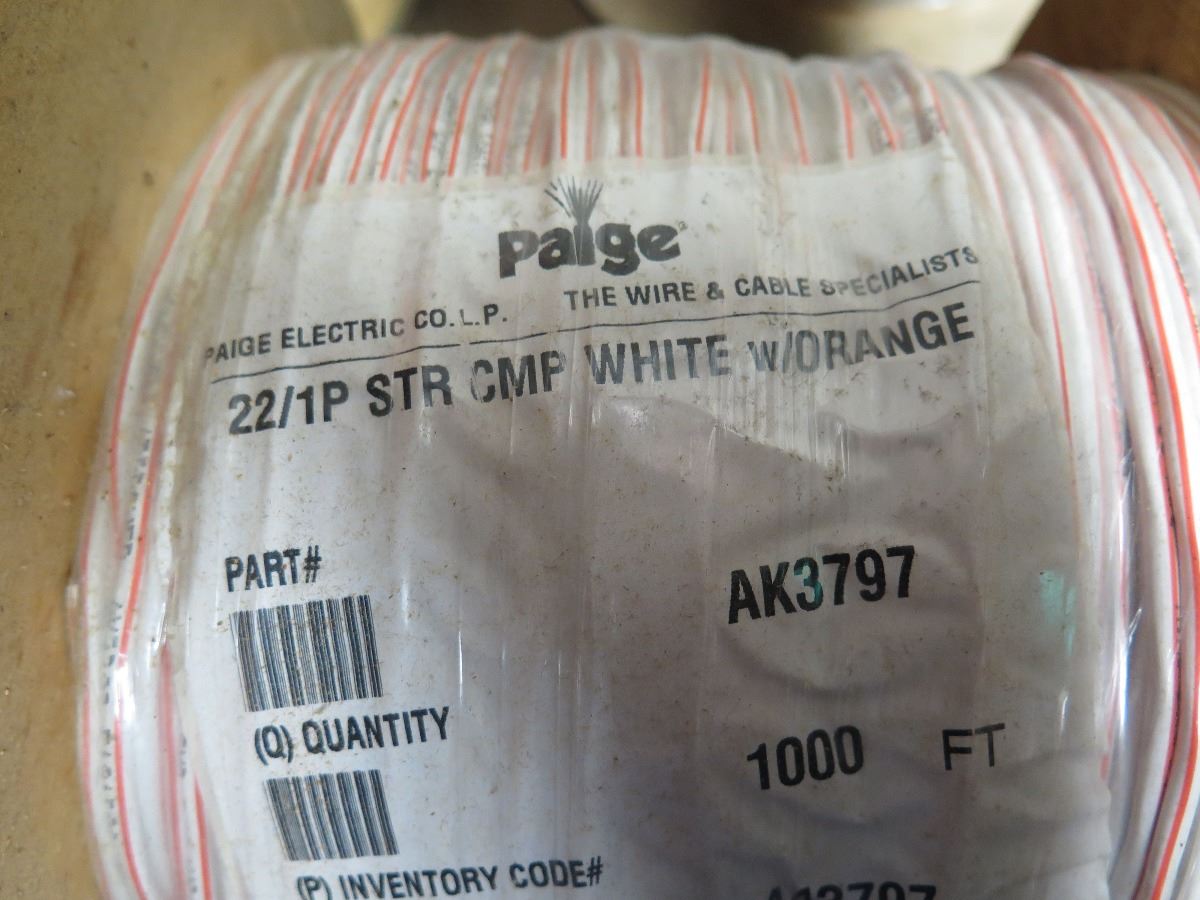 Paige
PAIGE ELECTRIC CO. L.P. THE WIRE & CABLE SPECIALISTS
22/1P STR CMP WHITE W/ORANGE
PART# AK3797
(Q) QUANTITY 1000 FT
(P) INVENTORY CODE#